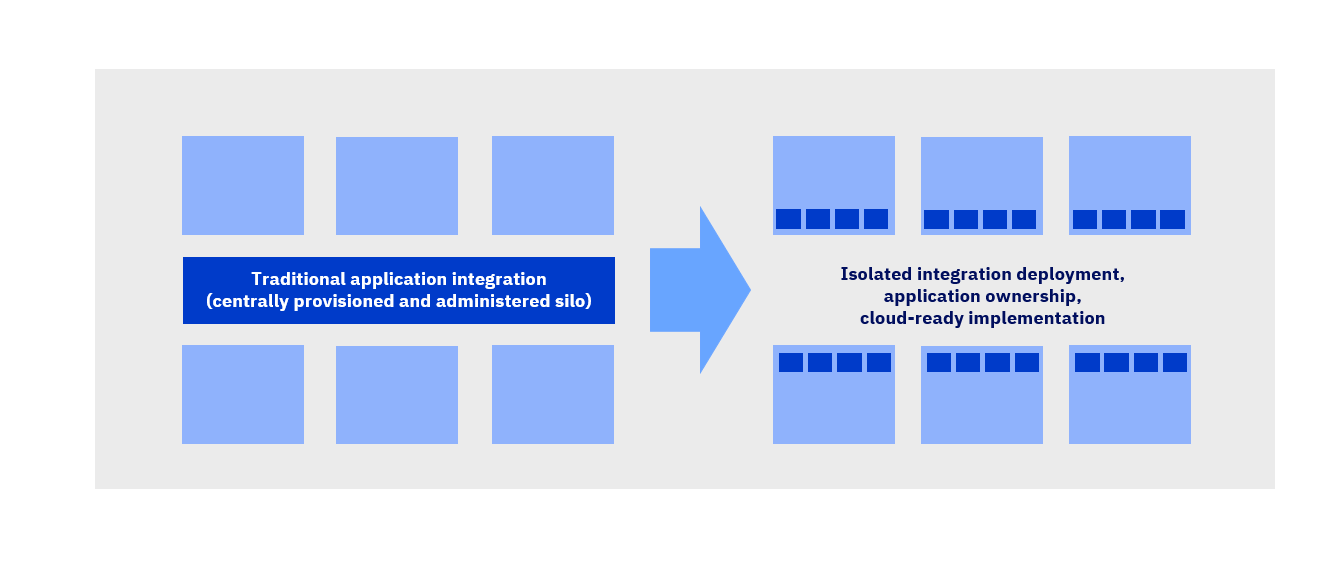 Traditional application integration
(centrally provisioned and administered silo)
Isolated integration deployment,
application ownership,
cloud-ready implementation